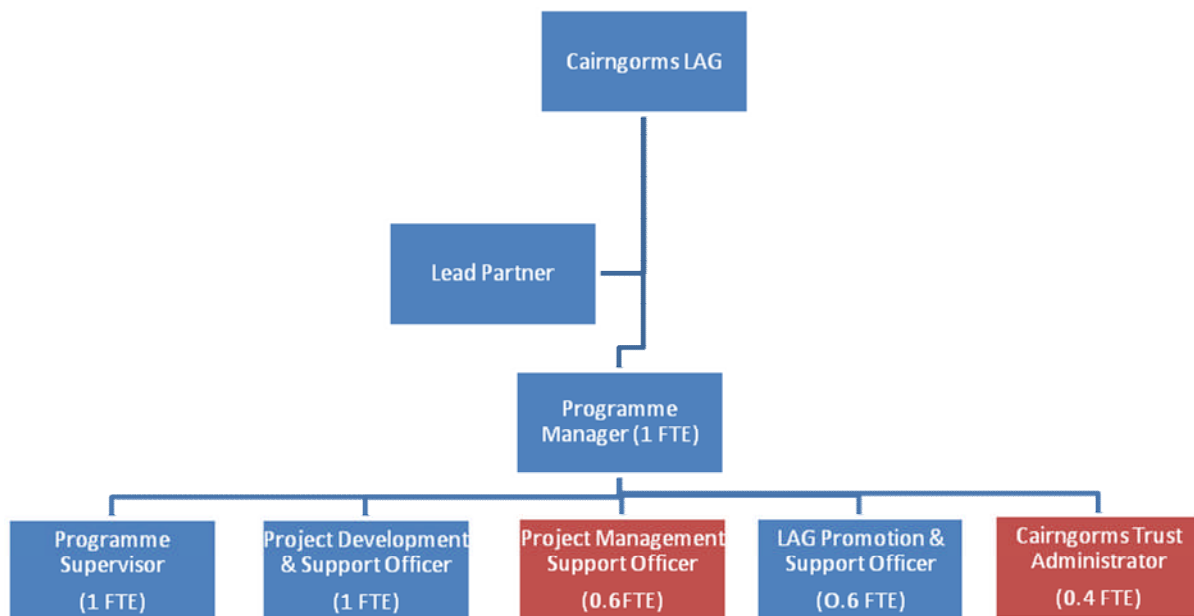 Cairngorms LAG
Lead Partner
Programme
Manager (1 FTE)
Programme
Supervisor
(1 FTE)
Project Development
& Support Officer
(1 FTE)
Project Management
Support Officer
(0.6FTE)
LAG Promotion &
Support Officer
(O.6 FTE)
Cairngorms Trust
Administrator
(0.4 FTE)